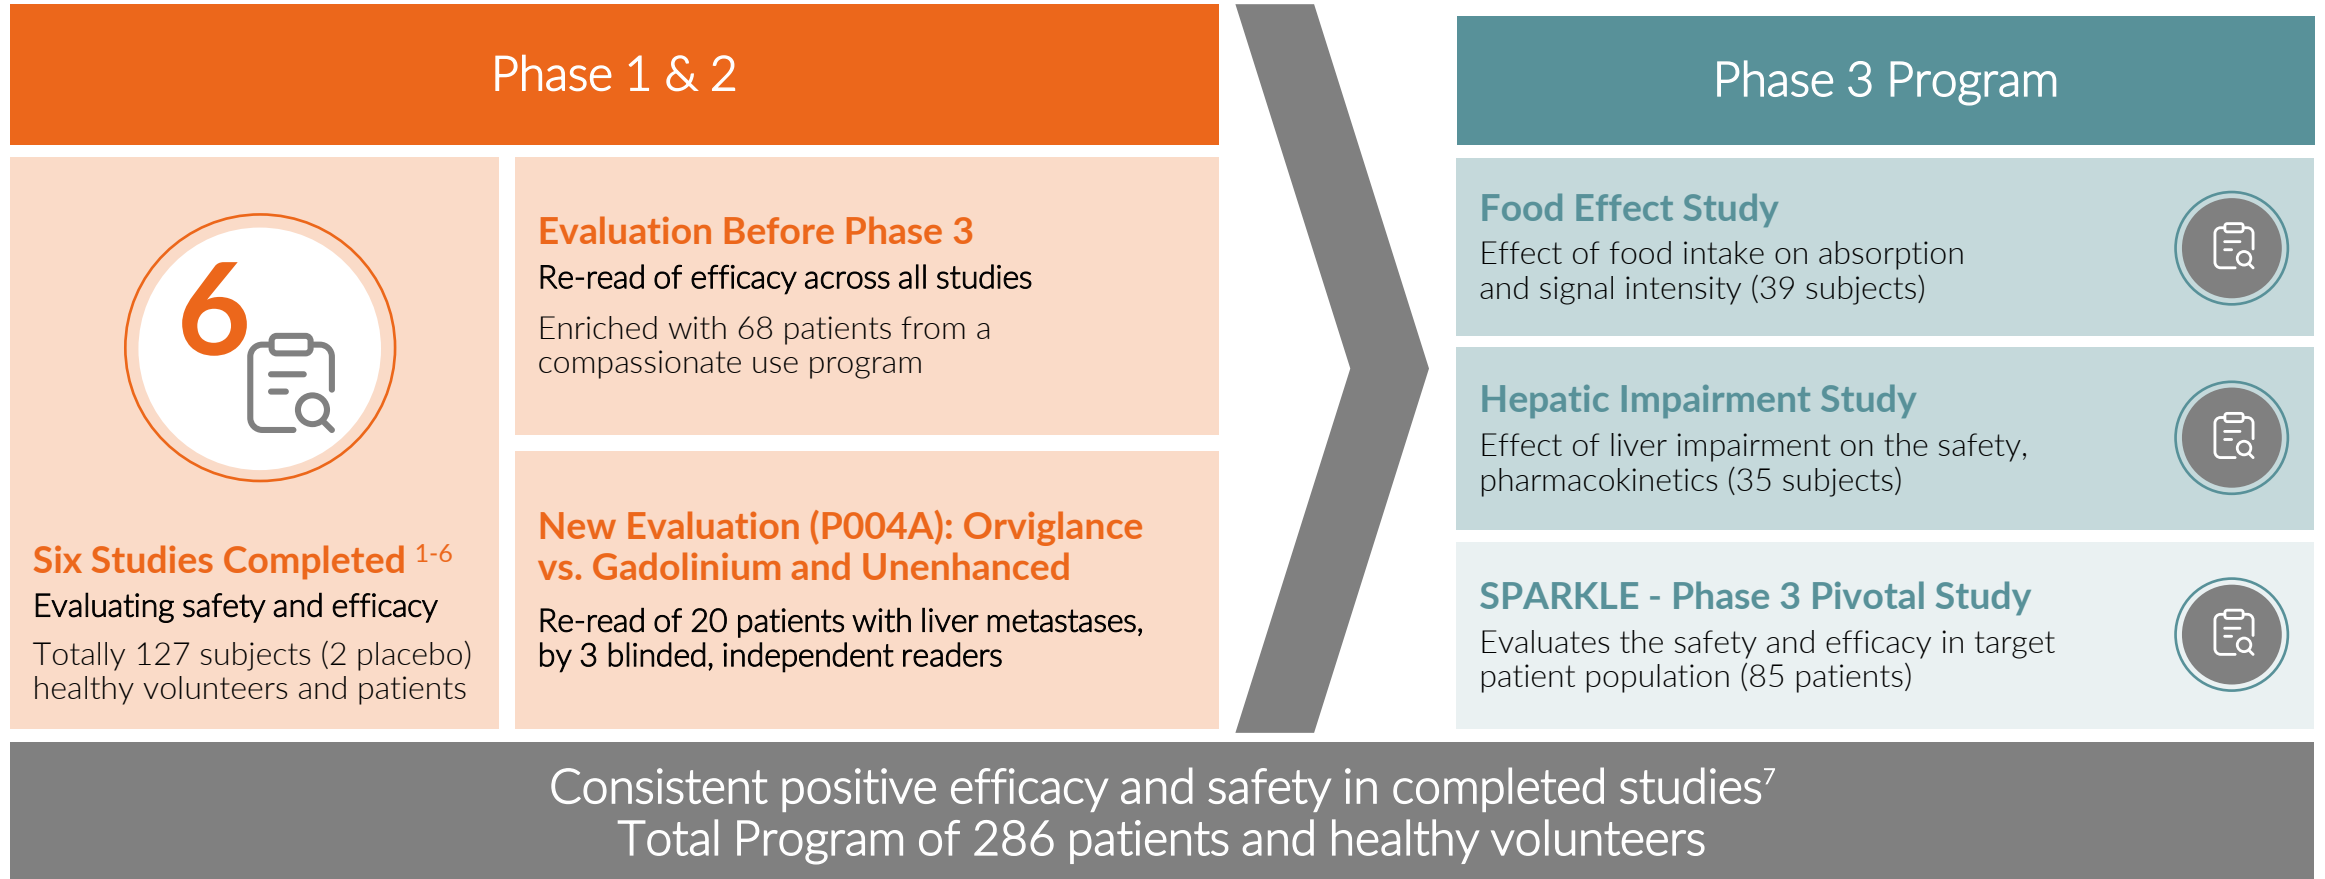 Phase 1 & 2
6
Six Studies Completed 1-6
Evaluating safety and efficacy
Totally 127 subjects (2 placebo)
healthy volunteers and patients
Evaluation Before Phase 3
Re-read of efficacy across all studies
Enriched with 68 patients from a
compassionate use program
New Evaluation (P004A): Orviglance
vs. Gadolinium and Unenhanced
Re-read of 20 patients with liver metastases,
by 3 blinded, independent readers
Phase 3 Program
Food Effect Study
Effect of food intake on absorption
and signal intensity (39 subjects)
Hepatic Impairment Study
Effect of liver impairment on the safety,
pharmacokinetics (35 subjects)
SPARKLE - Phase 3 Pivotal Study
Evaluates the safety and efficacy in target
patient population (85 patients)
Consistent positive efficacy and safety in completed studies7
Total Program of 286 patients and healthy volunteers